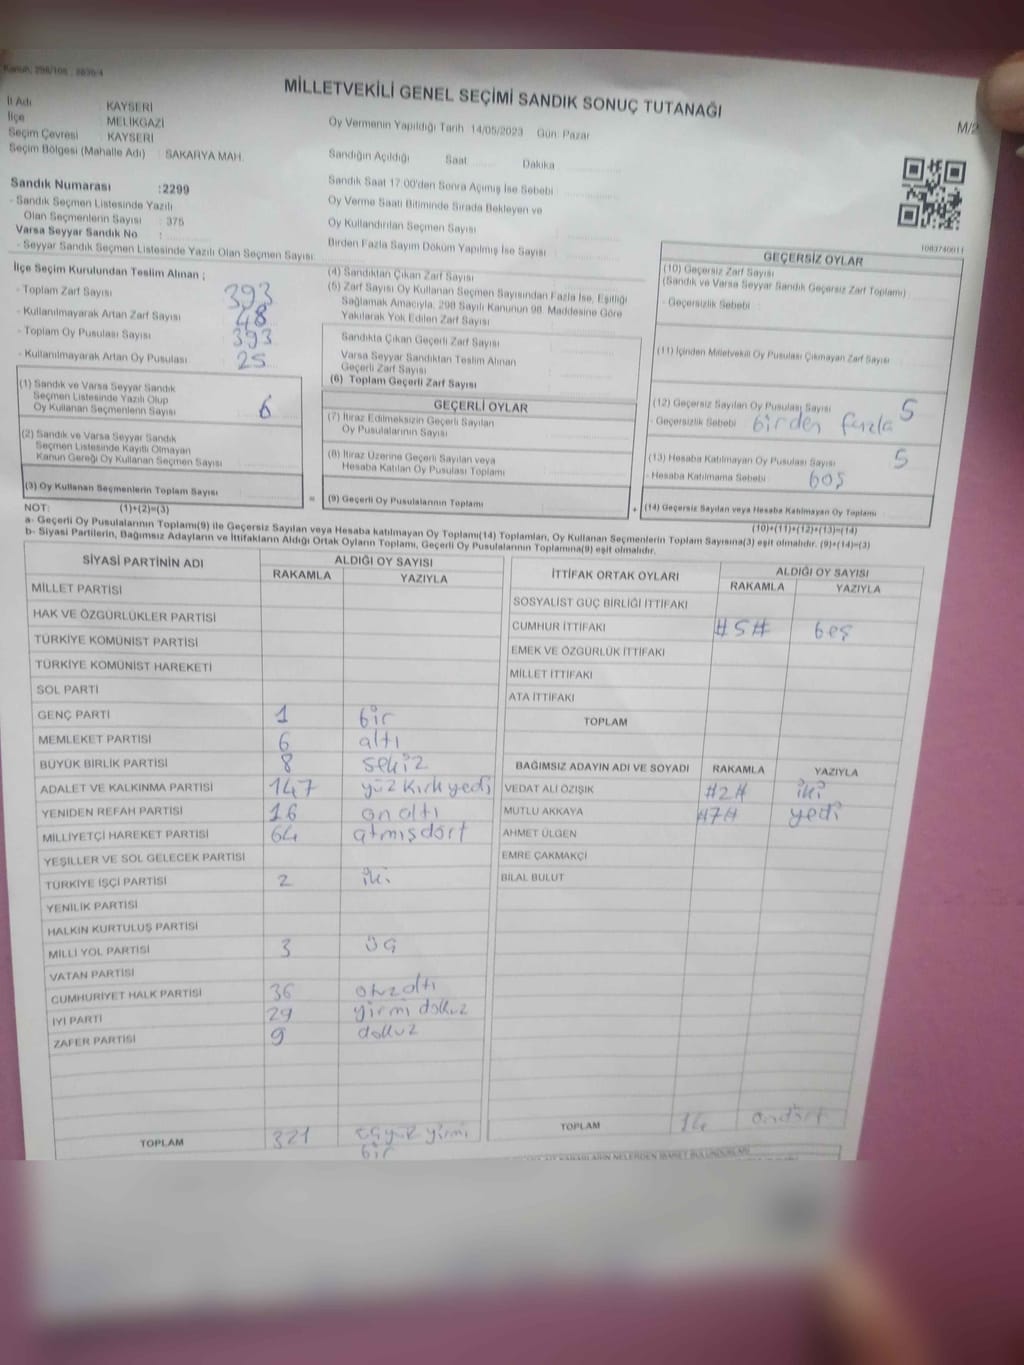 Kanun: 298/105 , 2839/4
MİLLETVEKİLİ GENEL SEÇİMİ SANDIK SONUÇ TUTANAĞI
M/2
İl Adı : KAYSERİ
İlçe : MELİKGAZİ
Seçim Çevresi : KAYSERİ
Seçim Bölgesi (Mahalle Adı) : SAKARYA MAH.
Oy Vermenin Yapıldığı Tarih 14/05/2023 Gün: Pazar
Sandığın Açıldığı Saat Dakika
Sandık Saat 17:00'den Sonra Açımış İse Sebebi
Oy Verme Saati Bitiminde Sırada Bekleyen ve
Oy Kullandırılan Seçmen Sayısı
Birden Fazla Sayım Döküm Yapılmış İse Sayısı
Sandık Numarası :2299
- Sandık Seçmen Listesinde Yazılı
Olan Seçmenlerin Sayısı : 375
Varsa Seyyar Sandık No :
- Seyyar Sandık Seçmen Listesinde Yazılı Olan Seçmen Sayısı:
1083740011
İlçe Seçim Kurulundan Teslim Alınan ;
- Toplam Zarf Sayısı 393
- Kullanılmayarak Artan Zarf Sayısı 48
- Toplam Oy Pusulası Sayısı 393
- Kullanılmayarak Artan Oy Pusulası 25
(1) Sandık ve Varsa Seyyar Sandık
Seçmen Listesinde Yazılı Olup
Oy Kullanan Seçmenlerin Sayısı 6
(2) Sandık ve Varsa Seyyar Sandık
Seçmen Listesinde Kayıtlı Olmayan
Kanun Gereği Oy Kullanan Seçmen Sayısı
(3) Oy Kullanan Seçmenlerin Toplam Sayısı
(4) Sandıktan Çıkan Zarf Sayısı
(5) Zarf Sayısı Oy Kullanan Seçmen Sayısından Fazla İse, Eşitliği
Sağlamak Amacıyla, 298 Sayılı Kanunun 98. Maddesine Göre
Yakılarak Yok Edilen Zarf Sayısı
Sandıkta Çıkan Geçerli Zarf Sayısı
Varsa Seyyar Sandıktan Teslim Alınan
Geçerli Zarf Sayısı
(6) Toplam Geçerli Zarf Sayısı
GEÇERLİ OYLAR
(7) İtiraz Edilmeksizin Geçerli Sayılan
Oy Pusulalarının Sayısı
(8) İtiraz Üzerine Geçerli Sayılan veya
Hesaba Katılan Oy Pusulası Toplamı
= (9) Geçerli Oy Pusulalarının Toplamı
GEÇERSİZ OYLAR
(10) Geçersiz Zarf Sayısı
(Sandık ve Varsa Seyyar Sandık Geçersiz Zarf Toplamı)
- Geçersizlik Sebebi
(11) İçinden Milletvekili Oy Pusulası Çıkmayan Zarf Sayısı
(12) Geçersiz Sayılan Oy Pusulası Sayısı 5
- Geçersizlik Sebebi birden fazla
(13) Hesaba Katılmayan Oy Pusulası Sayısı 5
- Hesaba Katılmama Sebebi boş
+ (14) Geçersiz Sayılan veya Hesaba Katılmayan Oy Toplamı
NOT: (1)+(2)=(3)
(10)+(11)+(12)+(13)=(14)
a- Geçerli Oy Pusulalarının Toplamı(9) ile Geçersiz Sayılan veya Hesaba katılmayan Oy Toplamı(14) Toplamları, Oy Kullanan Seçmenlerin Toplam Sayısına(3) eşit olmalıdır. (9)+(14)=(3)
b- Siyasi Partilerin, Bağımsız Adayların ve İttifakların Aldığı Ortak Oyların Toplamı, Geçerli Oy Pusulalarının Toplamına(9) eşit olmalıdır.
SİYASİ PARTİNİN ADI ALDIĞI OY SAYISI
RAKAMLA YAZIYLA
MİLLET PARTİSİ
HAK VE ÖZGÜRLÜKLER PARTİSİ
TÜRKİYE KOMÜNİST PARTİSİ
TÜRKİYE KOMÜNİST HAREKETİ
SOL PARTİ
GENÇ PARTİ 1 bir
MEMLEKET PARTİSİ 6 altı
BÜYÜK BİRLİK PARTİSİ 8 sekiz
ADALET VE KALKINMA PARTİSİ 147 yüz kırk yedi
YENİDEN REFAH PARTİSİ 16 on altı
MİLLİYETÇİ HAREKET PARTİSİ 64 atmışdört
YEŞİLLER VE SOL GELECEK PARTİSİ
TÜRKİYE İŞÇİ PARTİSİ 2 iki
YENİLİK PARTİSİ
HALKIN KURTULUŞ PARTİSİ
MİLLİ YOL PARTİSİ 3 üç
VATAN PARTİSİ
CUMHURİYET HALK PARTİSİ 36 otuzaltı
İYİ PARTİ 29 yirmi dokuz
ZAFER PARTİSİ 9 dokuz
TOPLAM 321 üçyüz yirmi
bir
İTTİFAK ORTAK OYLARI ALDIĞI OY SAYISI
RAKAMLA YAZIYLA
SOSYALİST GÜÇ BİRLİĞİ İTTİFAKI
CUMHUR İTTİFAKI #5# beş
EMEK VE ÖZGÜRLÜK İTTİFAKI
MİLLET İTTİFAKI
ATA İTTİFAKI
TOPLAM
BAĞIMSIZ ADAYIN ADI VE SOYADI RAKAMLA YAZIYLA
VEDAT ALİ ÖZIŞIK #2# iki
MUTLU AKKAYA #7# yedi
AHMET ÜLGEN
EMRE ÇAKMAKÇI
BİLAL BULUT
TOPLAM 14 ondört